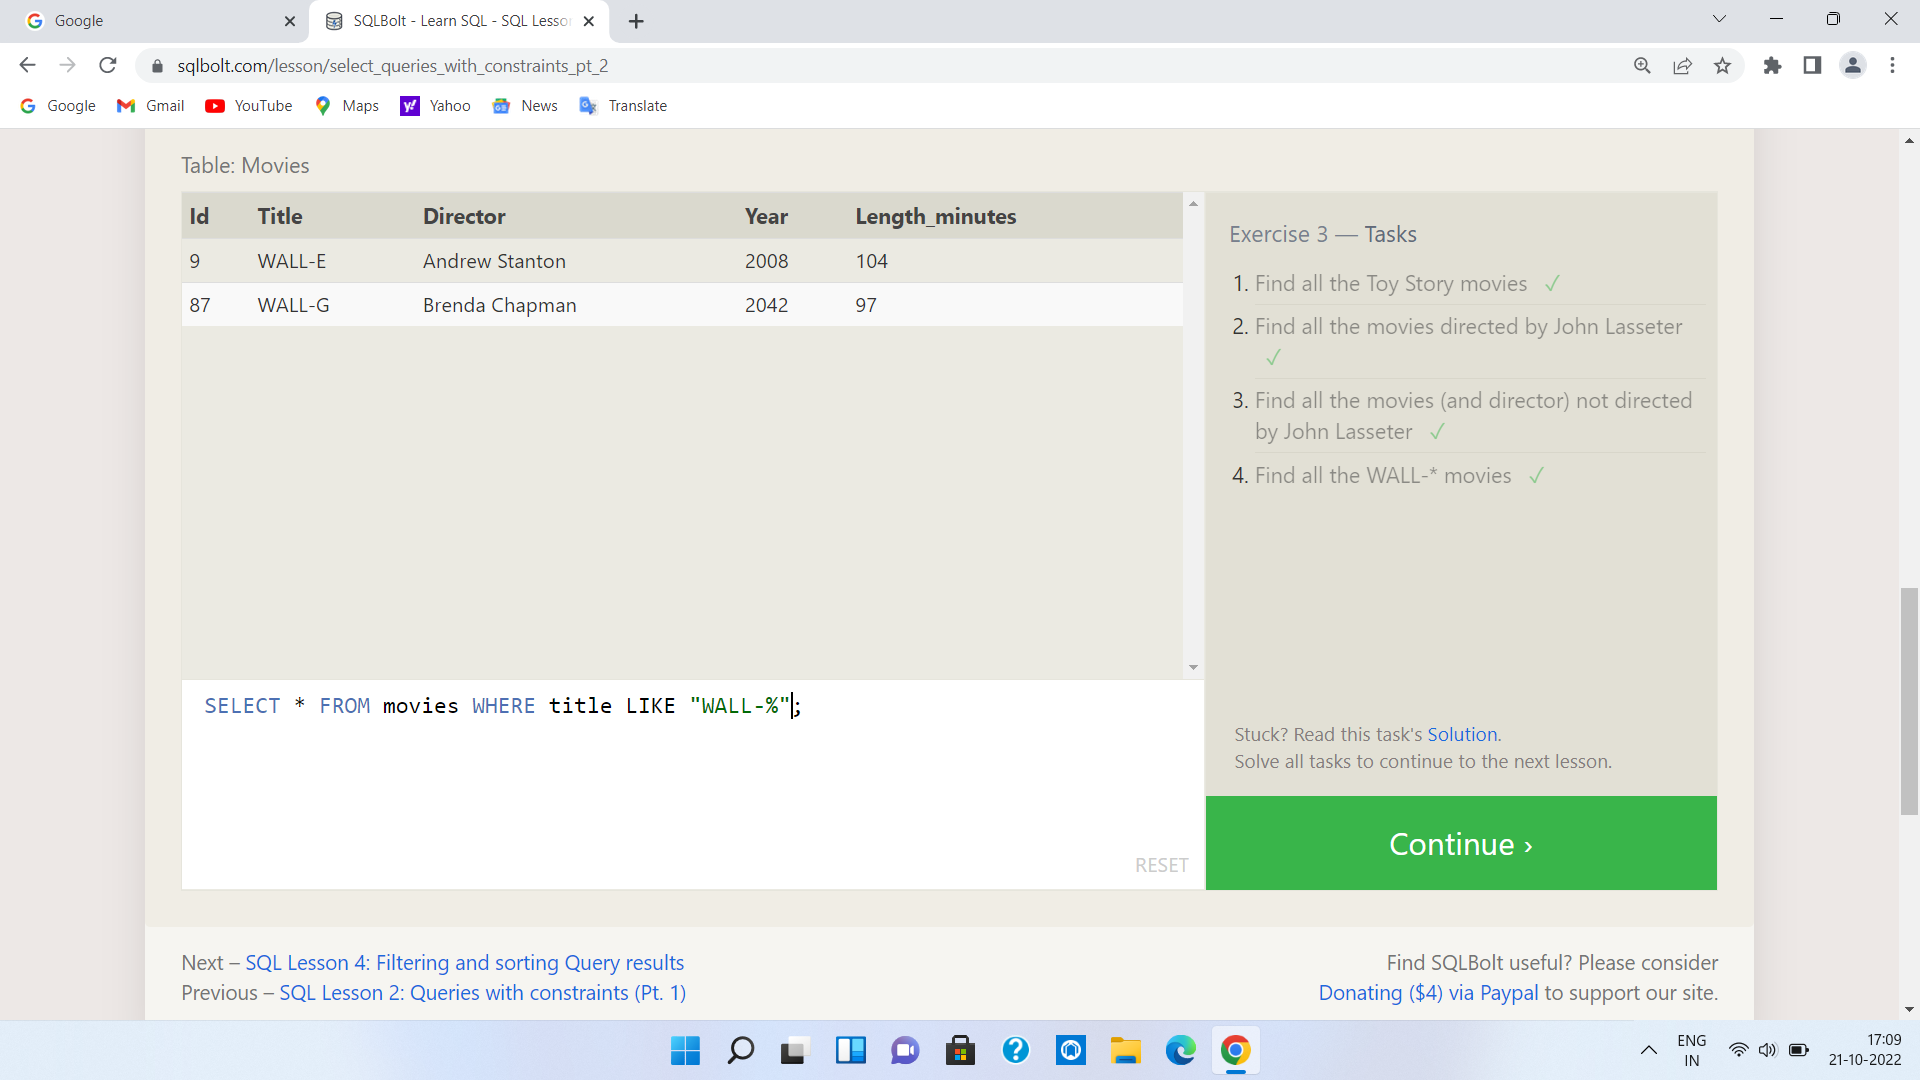 Google
SQLBolt - Learn SQL - SQL Lesso
sqlbolt.com/lesson/select_queries_with_constraints_pt_2
Google Gmail YouTube Maps Yahoo News Translate
Table: Movies
Id Title Director Year Length_minutes
9 WALL-E Andrew Stanton 2008 104
87 WALL-G Brenda Chapman 2042 97
Exercise 3 — Tasks
1. Find all the Toy Story movies ✓
2. Find all the movies directed by John Lasseter
✓
3. Find all the movies (and director) not directed
by John Lasseter ✓
4. Find all the WALL-* movies ✓
SELECT * FROM movies WHERE title LIKE "WALL-%";
RESET
Stuck? Read this task's Solution.
Solve all tasks to continue to the next lesson.
Continue ›
Next – SQL Lesson 4: Filtering and sorting Query results
Previous – SQL Lesson 2: Queries with constraints (Pt. 1)
Find SQLBolt useful? Please consider
Donating ($4) via Paypal to support our site.
ENG
IN
17:09
21-10-2022